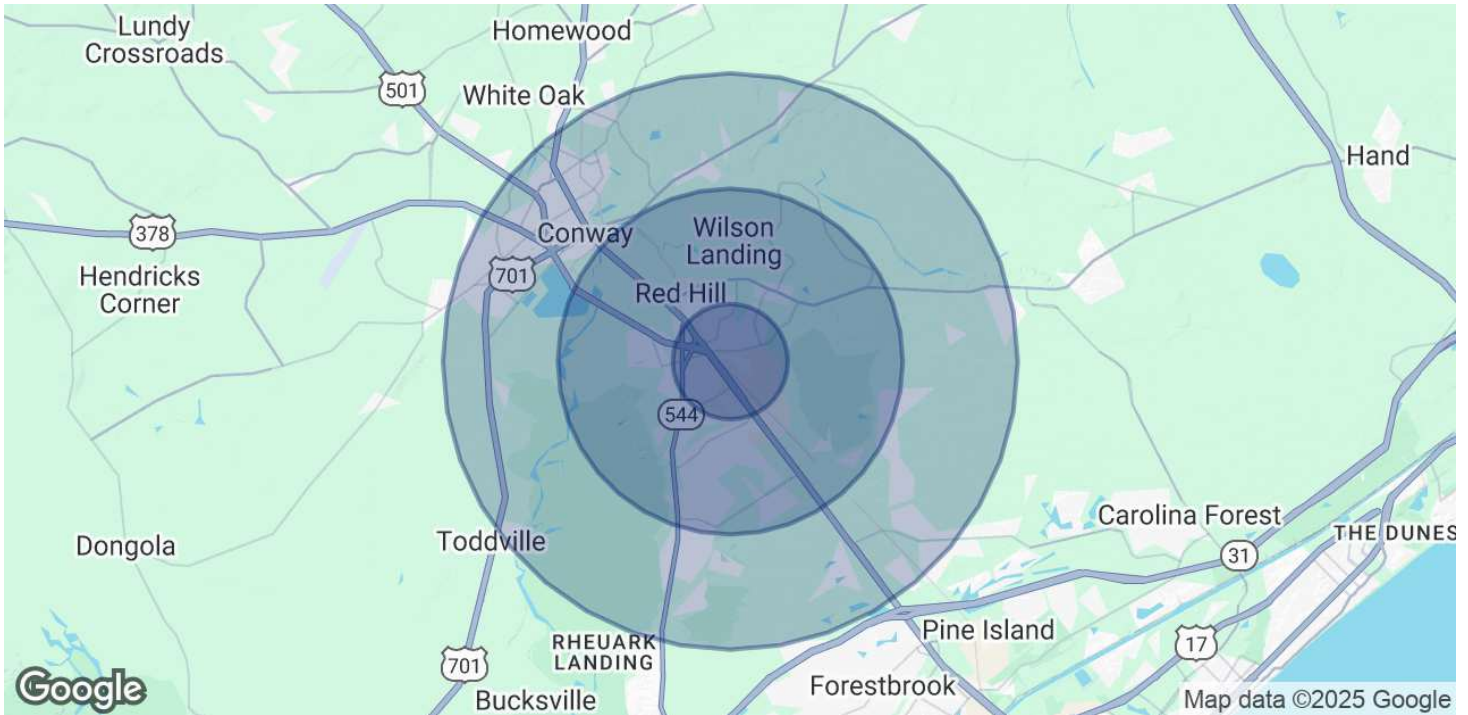 Lundy
Crossroads
Homewood
501
White Oak
Hand
378
Conway
Wilson
Landing
701
Hendricks
Corner
Red Hill
544
Carolina Forest
THE DUNES
31
Dongola
Toddville
Pine Island
17
RHEUARK
LANDING
701
Forestbrook
Bucksville
Google
Map data ©2025 Google